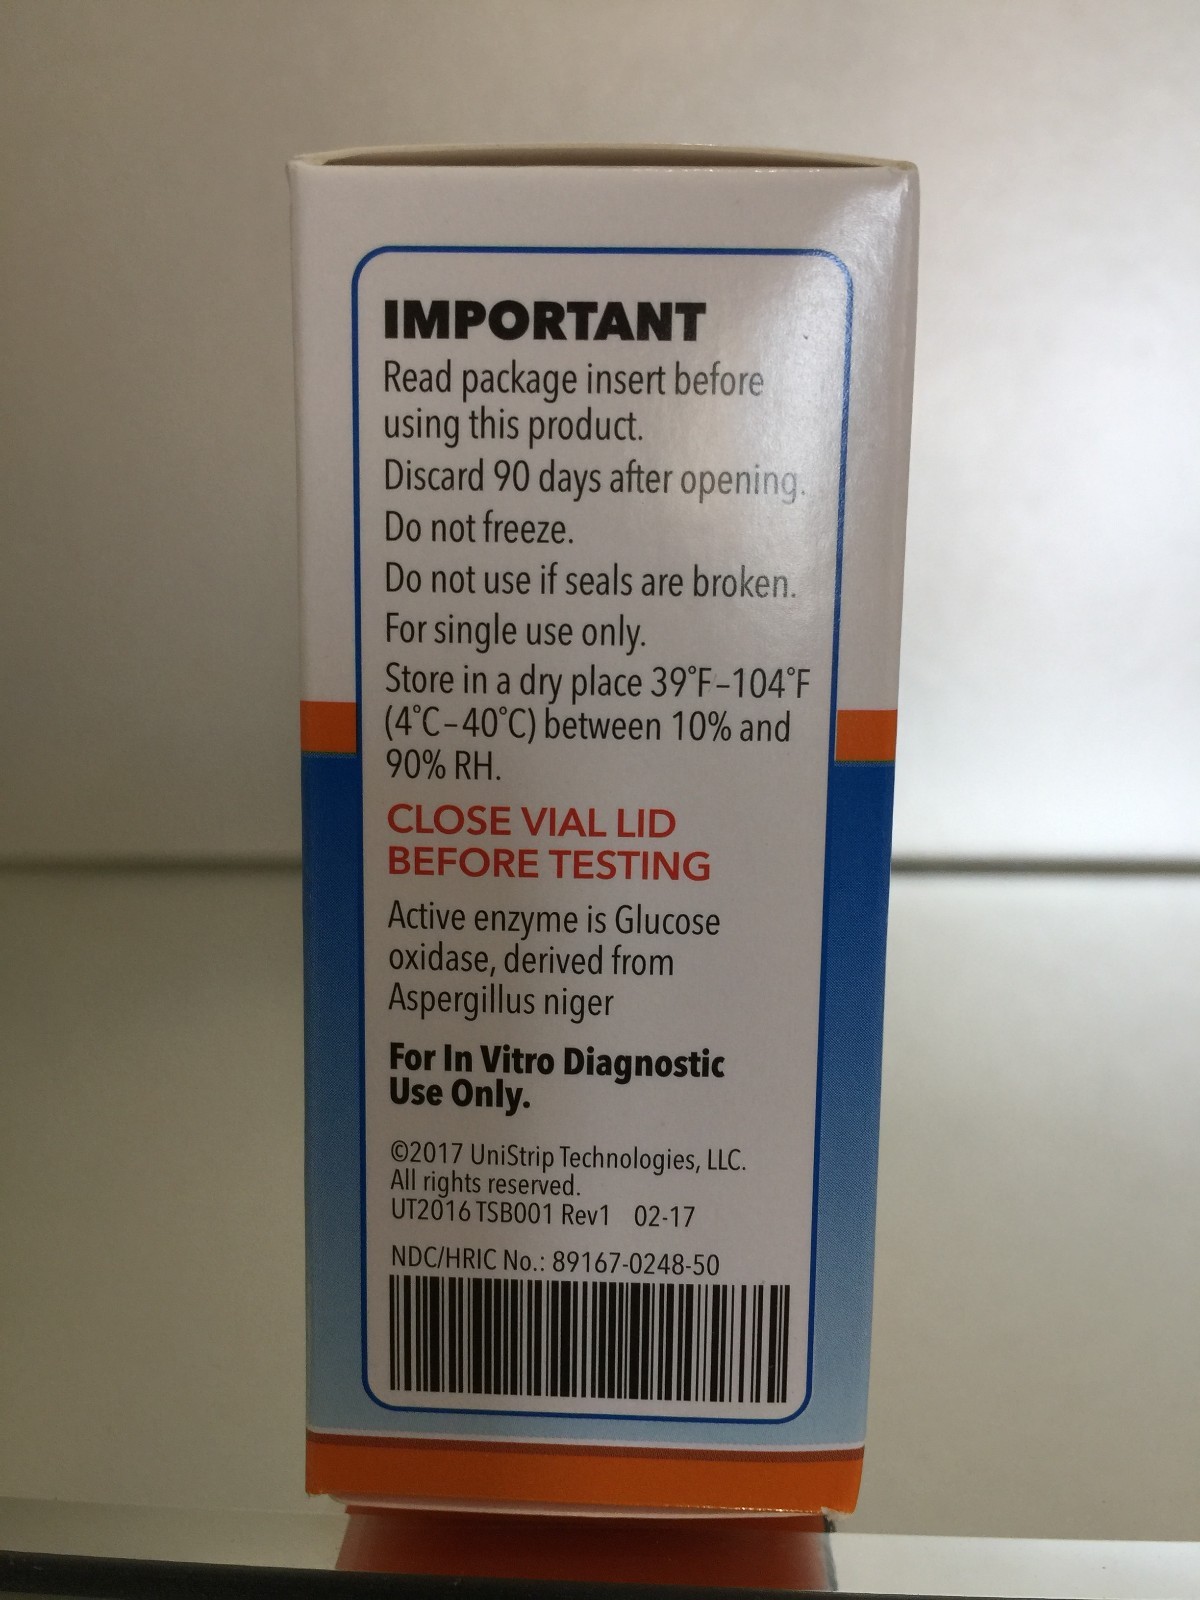 IMPORTANT
Read package insert before
using this product.
Discard 90 days after opening.
Do not freeze.
Do not use if seals are broken.
For single use only.
Store in a dry place 39°F–104°F
(4°C–40°C) between 10% and
90% RH.
CLOSE VIAL LID
BEFORE TESTING
Active enzyme is Glucose
oxidase, derived from
Aspergillus niger
For In Vitro Diagnostic
Use Only.
©2017 UniStrip Technologies, LLC.
All rights reserved.
UT2016 TSB001 Rev1 02-17
NDC/HRIC No.: 89167-0248-50